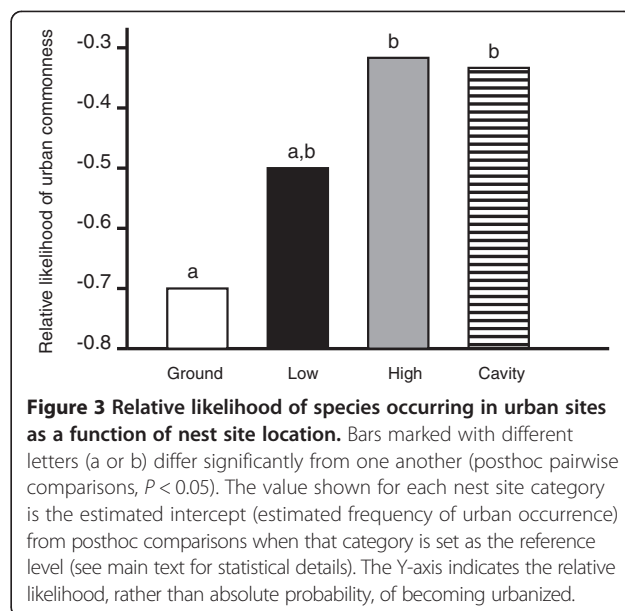 -0.3
b
b
-0.4
a,b
-0.5
-0.6
a
-0.7
-0.8
Relative likelihood of urban commonness
Ground Low High Cavity
Figure 3 Relative likelihood of species occurring in urban sites
as a function of nest site location. Bars marked with different
letters (a or b) differ significantly from one another (posthoc pairwise
comparisons, P < 0.05). The value shown for each nest site category
is the estimated intercept (estimated frequency of urban occurrence)
from posthoc comparisons when that category is set as the reference
level (see main text for statistical details). The Y-axis indicates the relative
likelihood, rather than absolute probability, of becoming urbanized.